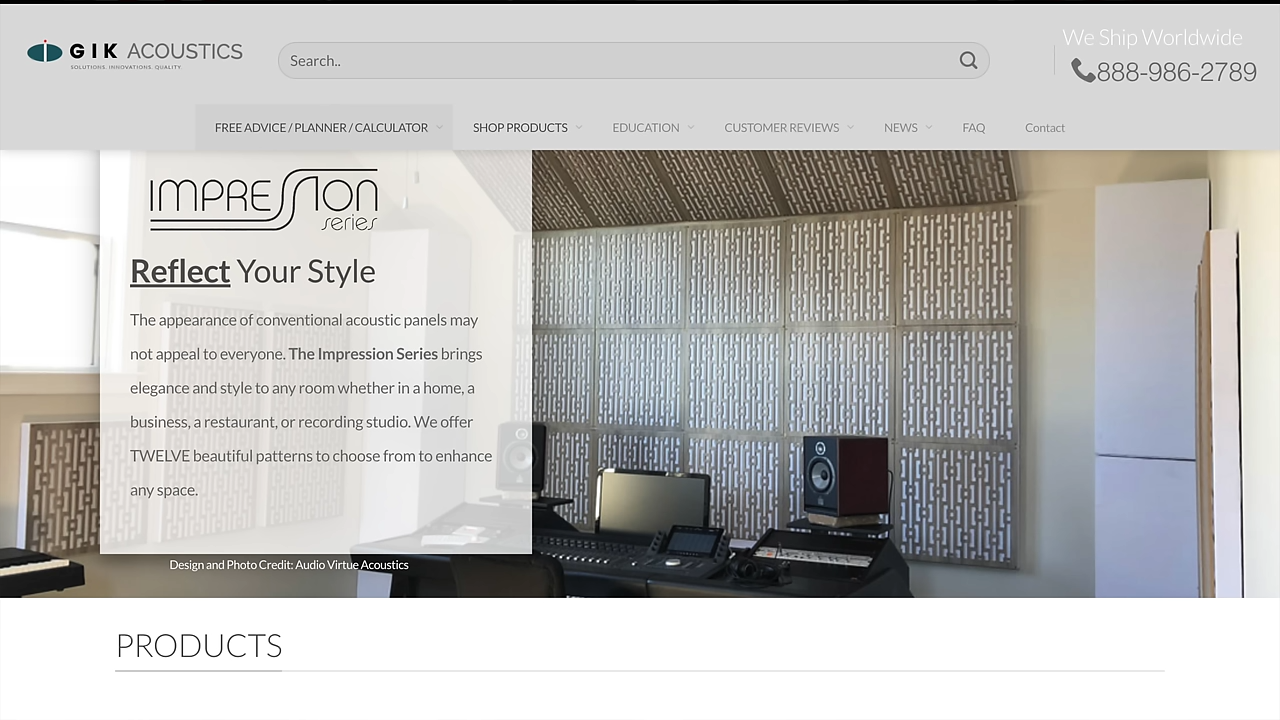 GIK ACOUSTICS
SOLUTIONS. INNOVATIONS. QUALITY.
Search..
We Ship Worldwide
888-986-2789
FREE ADVICE / PLANNER / CALCULATOR
SHOP PRODUCTS
EDUCATION
CUSTOMER REVIEWS
NEWS
FAQ
Contact
IMPRESSION
series
Reflect Your Style
The appearance of conventional acoustic panels may
not appeal to everyone. The Impression Series brings
elegance and style to any room whether in a home, a
business, a restaurant, or recording studio. We offer
TWELVE beautiful patterns to choose from to enhance
any space.
Design and Photo Credit: Audio Virtue Acoustics
PRODUCTS